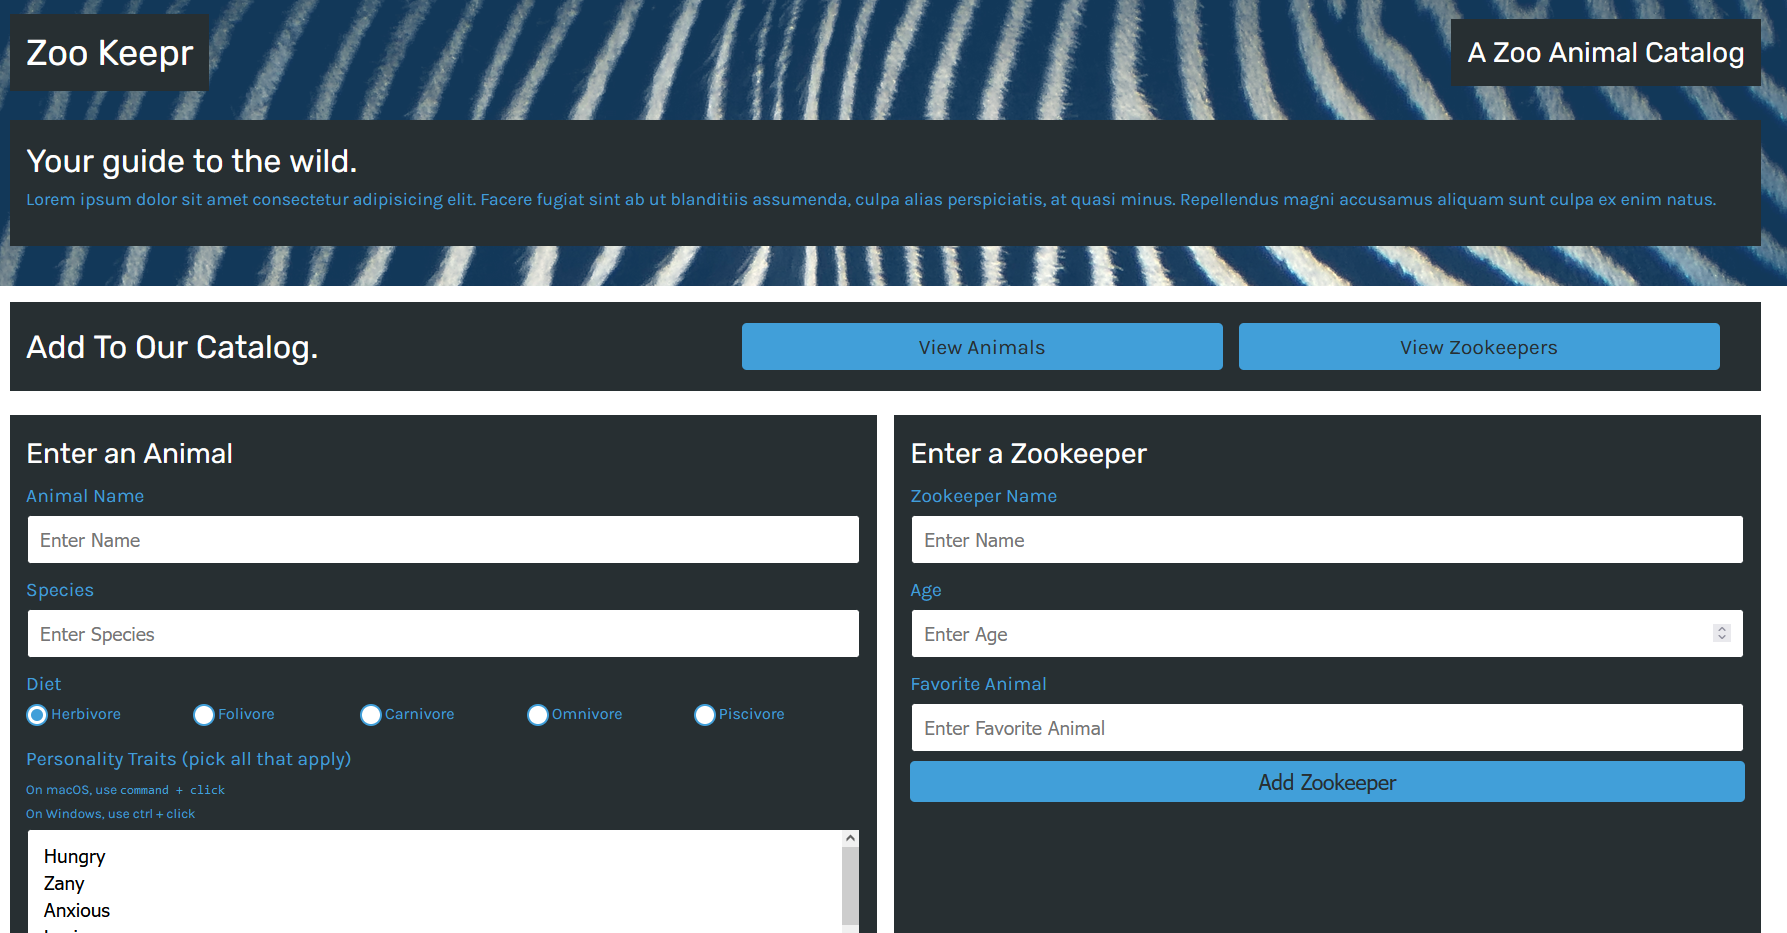 Zoo Keepr
A Zoo Animal Catalog
Your guide to the wild.
Lorem ipsum dolor sit amet consectetur adipisicing elit. Facere fugiat sint ab ut blanditiis assumenda, culpa alias perspiciatis, at quasi minus. Repellendus magni accusamus aliquam sunt culpa ex enim natus.
Add To Our Catalog.
View Animals
View Zookeepers
Enter an Animal
Animal Name
Enter Name
Species
Enter Species
Diet
Herbivore
Folivore
Carnivore
Omnivore
Piscivore
Personality Traits (pick all that apply)
On macOS, use command + click
On Windows, use ctrl + click
Hungry
Zany
Anxious
Enter a Zookeeper
Zookeeper Name
Enter Name
Age
Enter Age
Favorite Animal
Enter Favorite Animal
Add Zookeeper